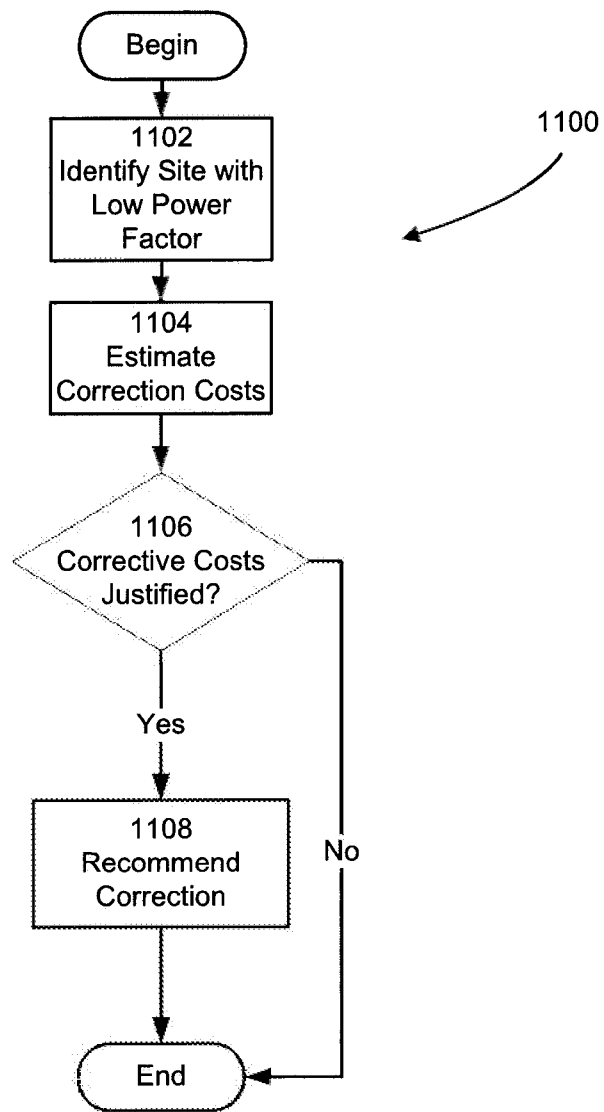 Begin
1100
1102
Identify Site with
Low Power
Factor
1104
Estimate
Correction Costs
1106
Corrective Costs
Justified?
Yes
No
1108
Recommend
Correction
End